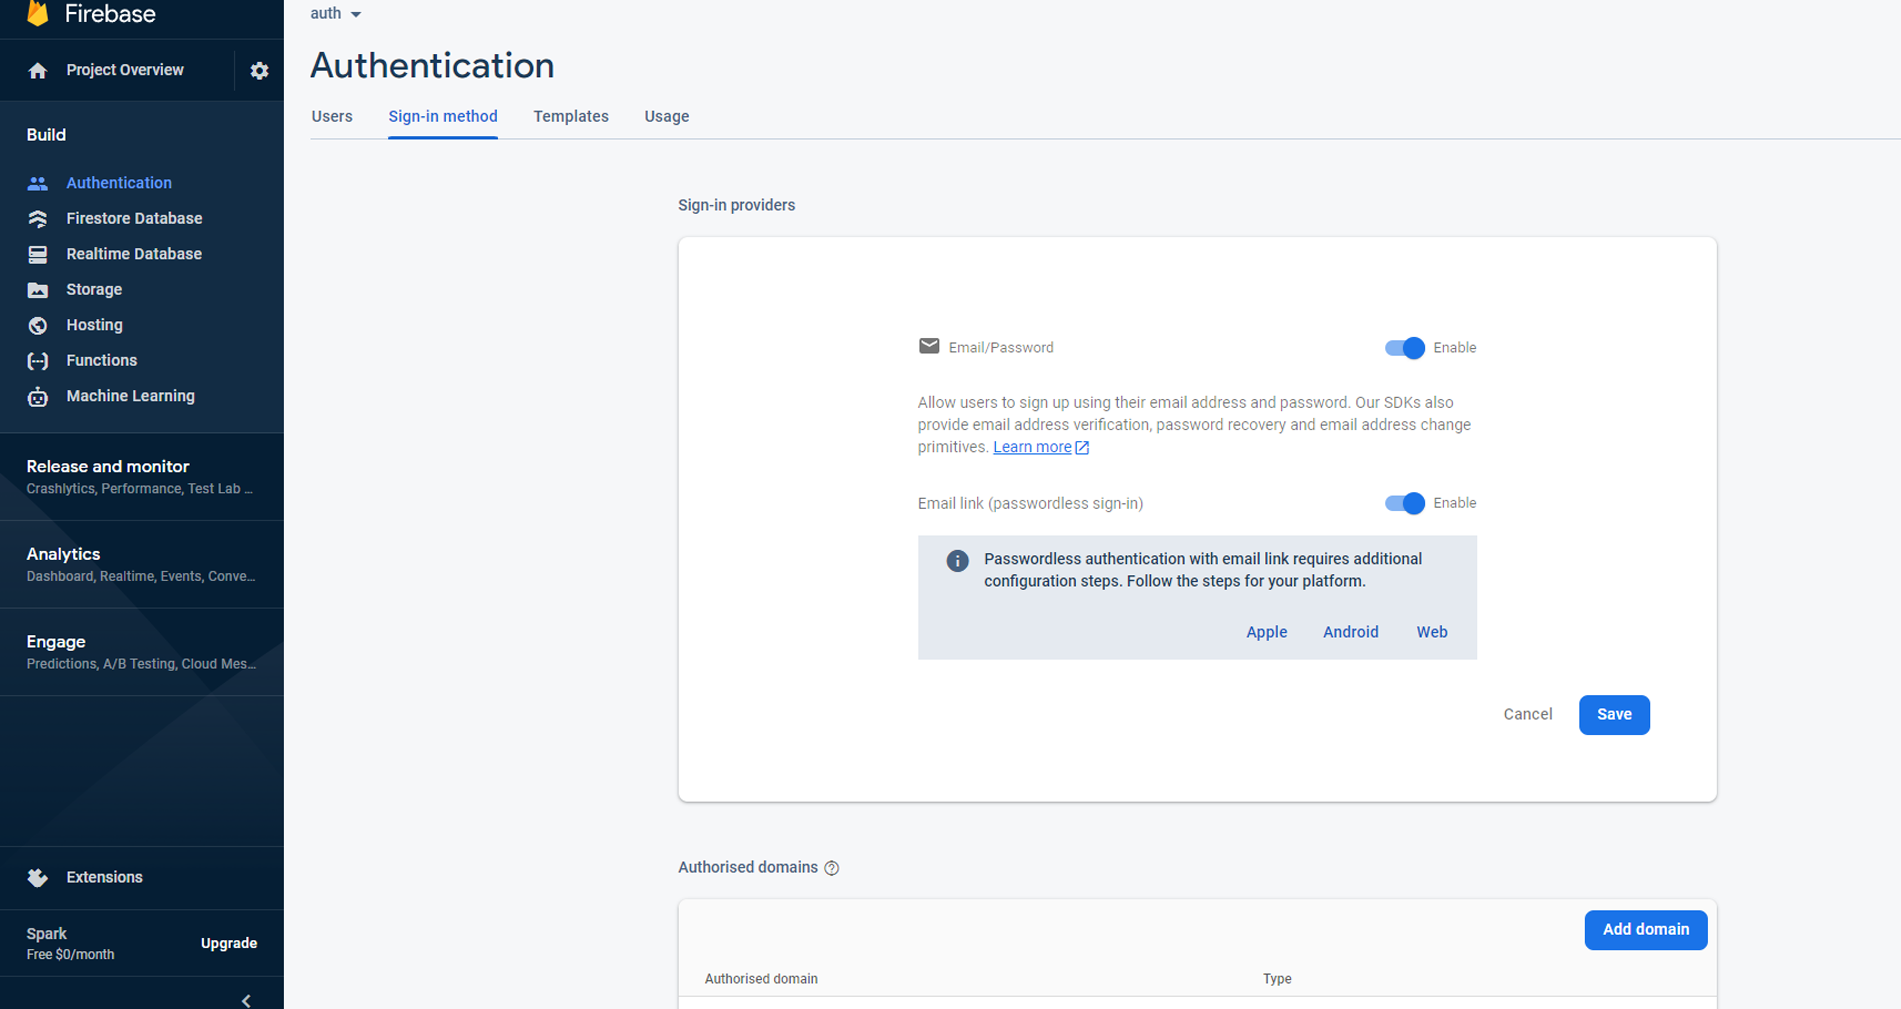 Firebase
Project Overview
Build
Authentication
Firestore Database
Realtime Database
Storage
Hosting
Functions
Machine Learning
Release and monitor
Crashlytics, Performance, Test Lab ...
Analytics
Dashboard, Realtime, Events, Conve...
Engage
Predictions, A/B Testing, Cloud Mes...
Extensions
Spark
Free $0/month
Upgrade
auth
Authentication
Users Sign-in method Templates Usage
Sign-in providers
Email/Password Enable
Allow users to sign up using their email address and password. Our SDKs also
provide email address verification, password recovery and email address change
primitives. Learn more
Email link (passwordless sign-in) Enable
Passwordless authentication with email link requires additional
configuration steps. Follow the steps for your platform.
Apple Android Web
Cancel Save
Authorised domains
Add domain
Authorised domain Type